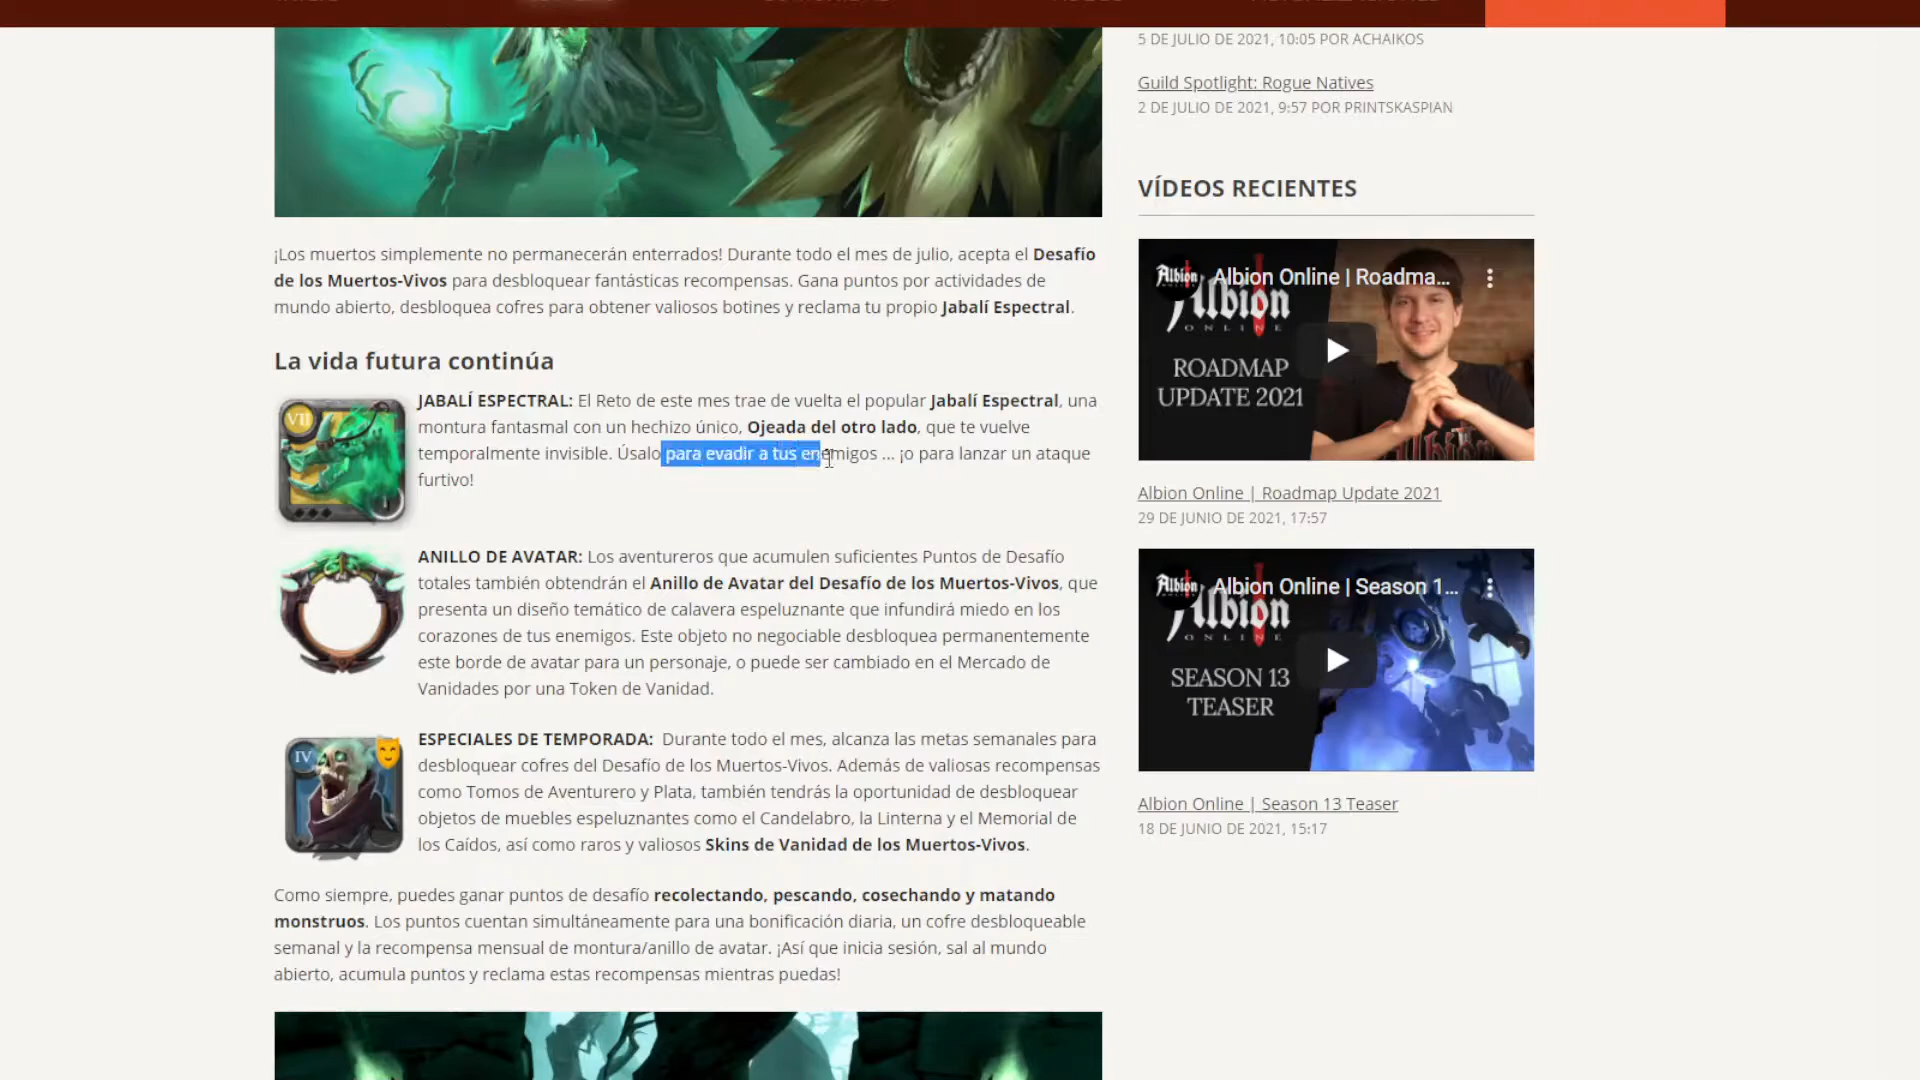 ¡Los muertos simplemente no permanecerán enterrados! Durante todo el mes de julio, acepta el Desafío
de los Muertos-Vivos para desbloquear fantásticas recompensas. Gana puntos por actividades de
mundo abierto, desbloquea cofres para obtener valiosos botines y reclama tu propio Jabalí Espectral.
La vida futura continúa
VII
JABALÍ ESPECTRAL: El Reto de este mes trae de vuelta el popular Jabalí Espectral, una
montura fantasmal con un hechizo único, Ojeada del otro lado, que te vuelve
temporalmente invisible. Úsalo para evadir a tus enemigos ... ¡o para lanzar un ataque
furtivo!
ANILLO DE AVATAR: Los aventureros que acumulen suficientes Puntos de Desafío
totales también obtendrán el Anillo de Avatar del Desafío de los Muertos-Vivos, que
presenta un diseño temático de calavera espeluznante que infundirá miedo en los
corazones de tus enemigos. Este objeto no negociable desbloquea permanentemente
este borde de avatar para un personaje, o puede ser cambiado en el Mercado de
Vanidades por una Token de Vanidad.
IV
ESPECIALES DE TEMPORADA: Durante todo el mes, alcanza las metas semanales para
desbloquear cofres del Desafío de los Muertos-Vivos. Además de valiosas recompensas
como Tomos de Aventurero y Plata, también tendrás la oportunidad de desbloquear
objetos de muebles espeluznantes como el Candelabro, la Linterna y el Memorial de
los Caídos, así como raros y valiosos Skins de Vanidad de los Muertos-Vivos.
Como siempre, puedes ganar puntos de desafío recolectando, pescando, cosechando y matando
monstruos. Los puntos cuentan simultáneamente para una bonificación diaria, un cofre desbloqueable
semanal y la recompensa mensual de montura/anillo de avatar. ¡Así que inicia sesión, sal al mundo
abierto, acumula puntos y reclama estas recompensas mientras puedas!
5 DE JULIO DE 2021, 10:05 POR ACHAIKOS
Guild Spotlight: Rogue Natives
2 DE JULIO DE 2021, 9:57 POR PRINTSKASPIAN
VÍDEOS RECIENTES
Albion
Albion Online | Roadma...
Albion
ONLINE
ROADMAP
UPDATE 2021
Albion Online | Roadmap Update 2021
29 DE JUNIO DE 2021, 17:57
Albion
Albion Online | Season 1...
Albion
ONLINE
SEASON 13
TEASER
Albion Online | Season 13 Teaser
18 DE JUNIO DE 2021, 15:17